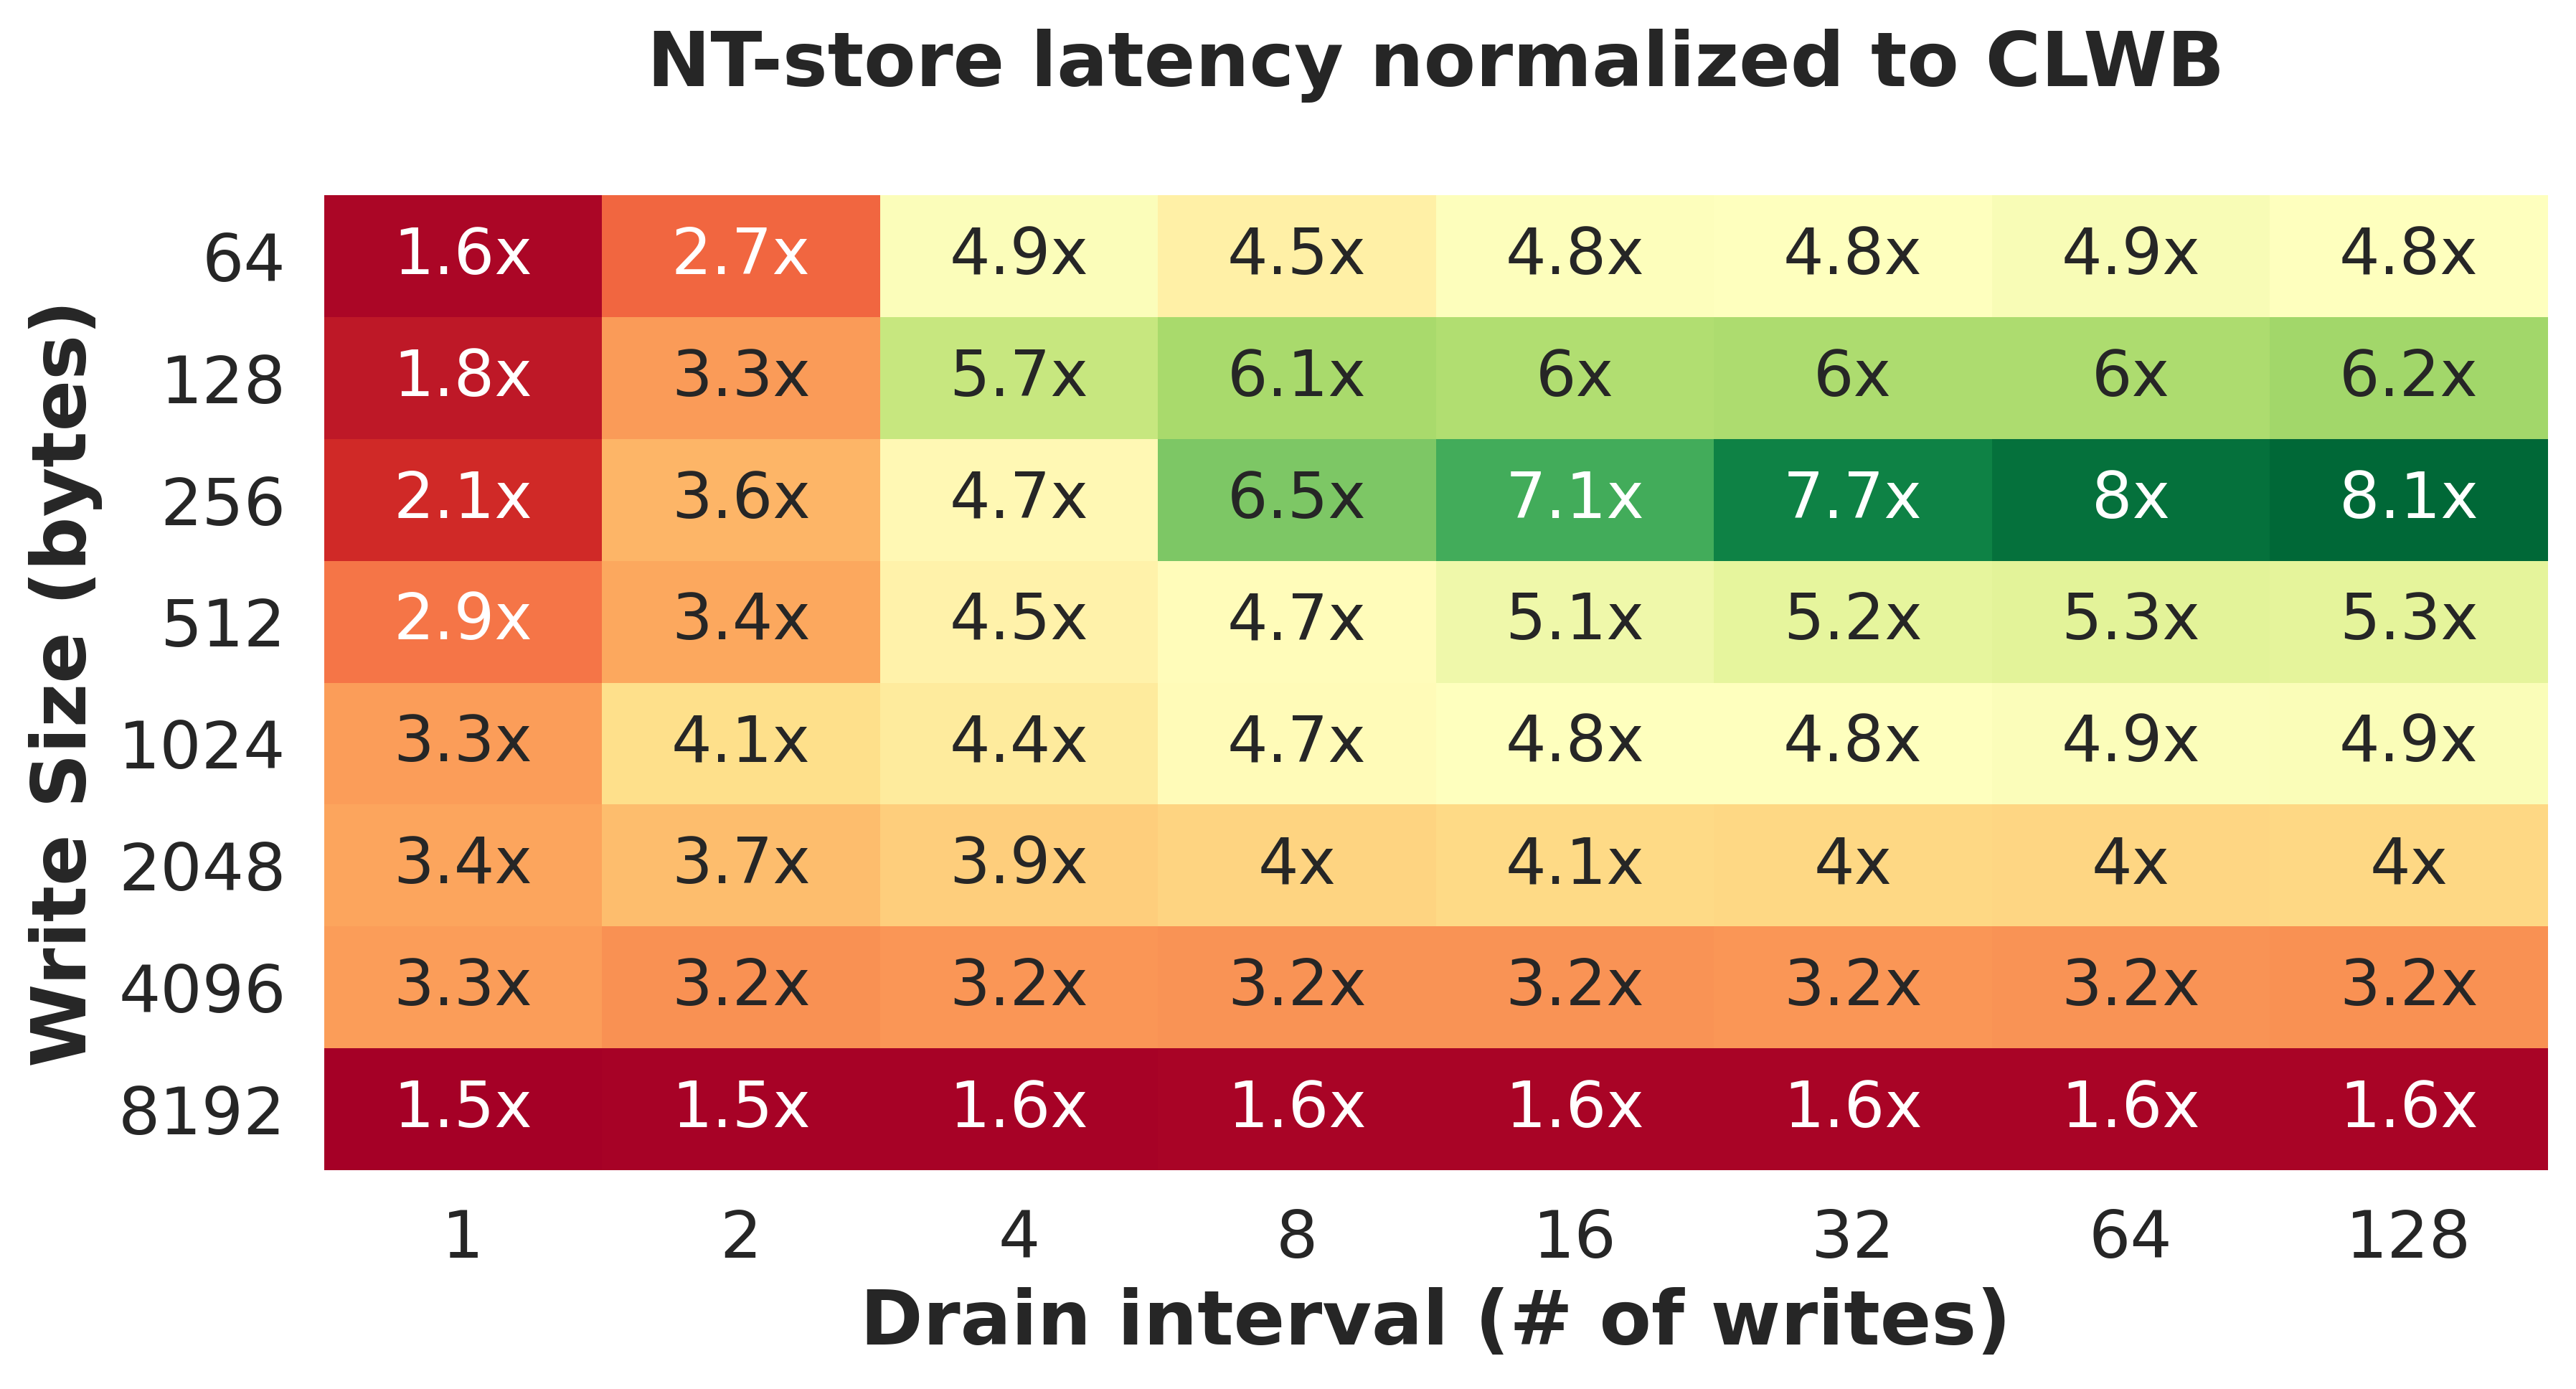 NT-store latency normalized to CLWB
Write Size (bytes)
64 1.6x 2.7x 4.9x 4.5x 4.8x 4.8x 4.9x 4.8x
128 1.8x 3.3x 5.7x 6.1x 6x 6x 6x 6.2x
256 2.1x 3.6x 4.7x 6.5x 7.1x 7.7x 8x 8.1x
512 2.9x 3.4x 4.5x 4.7x 5.1x 5.2x 5.3x 5.3x
1024 3.3x 4.1x 4.4x 4.7x 4.8x 4.8x 4.9x 4.9x
2048 3.4x 3.7x 3.9x 4x 4.1x 4x 4x 4x
4096 3.3x 3.2x 3.2x 3.2x 3.2x 3.2x 3.2x 3.2x
8192 1.5x 1.5x 1.6x 1.6x 1.6x 1.6x 1.6x 1.6x
1 2 4 8 16 32 64 128
Drain interval (# of writes)